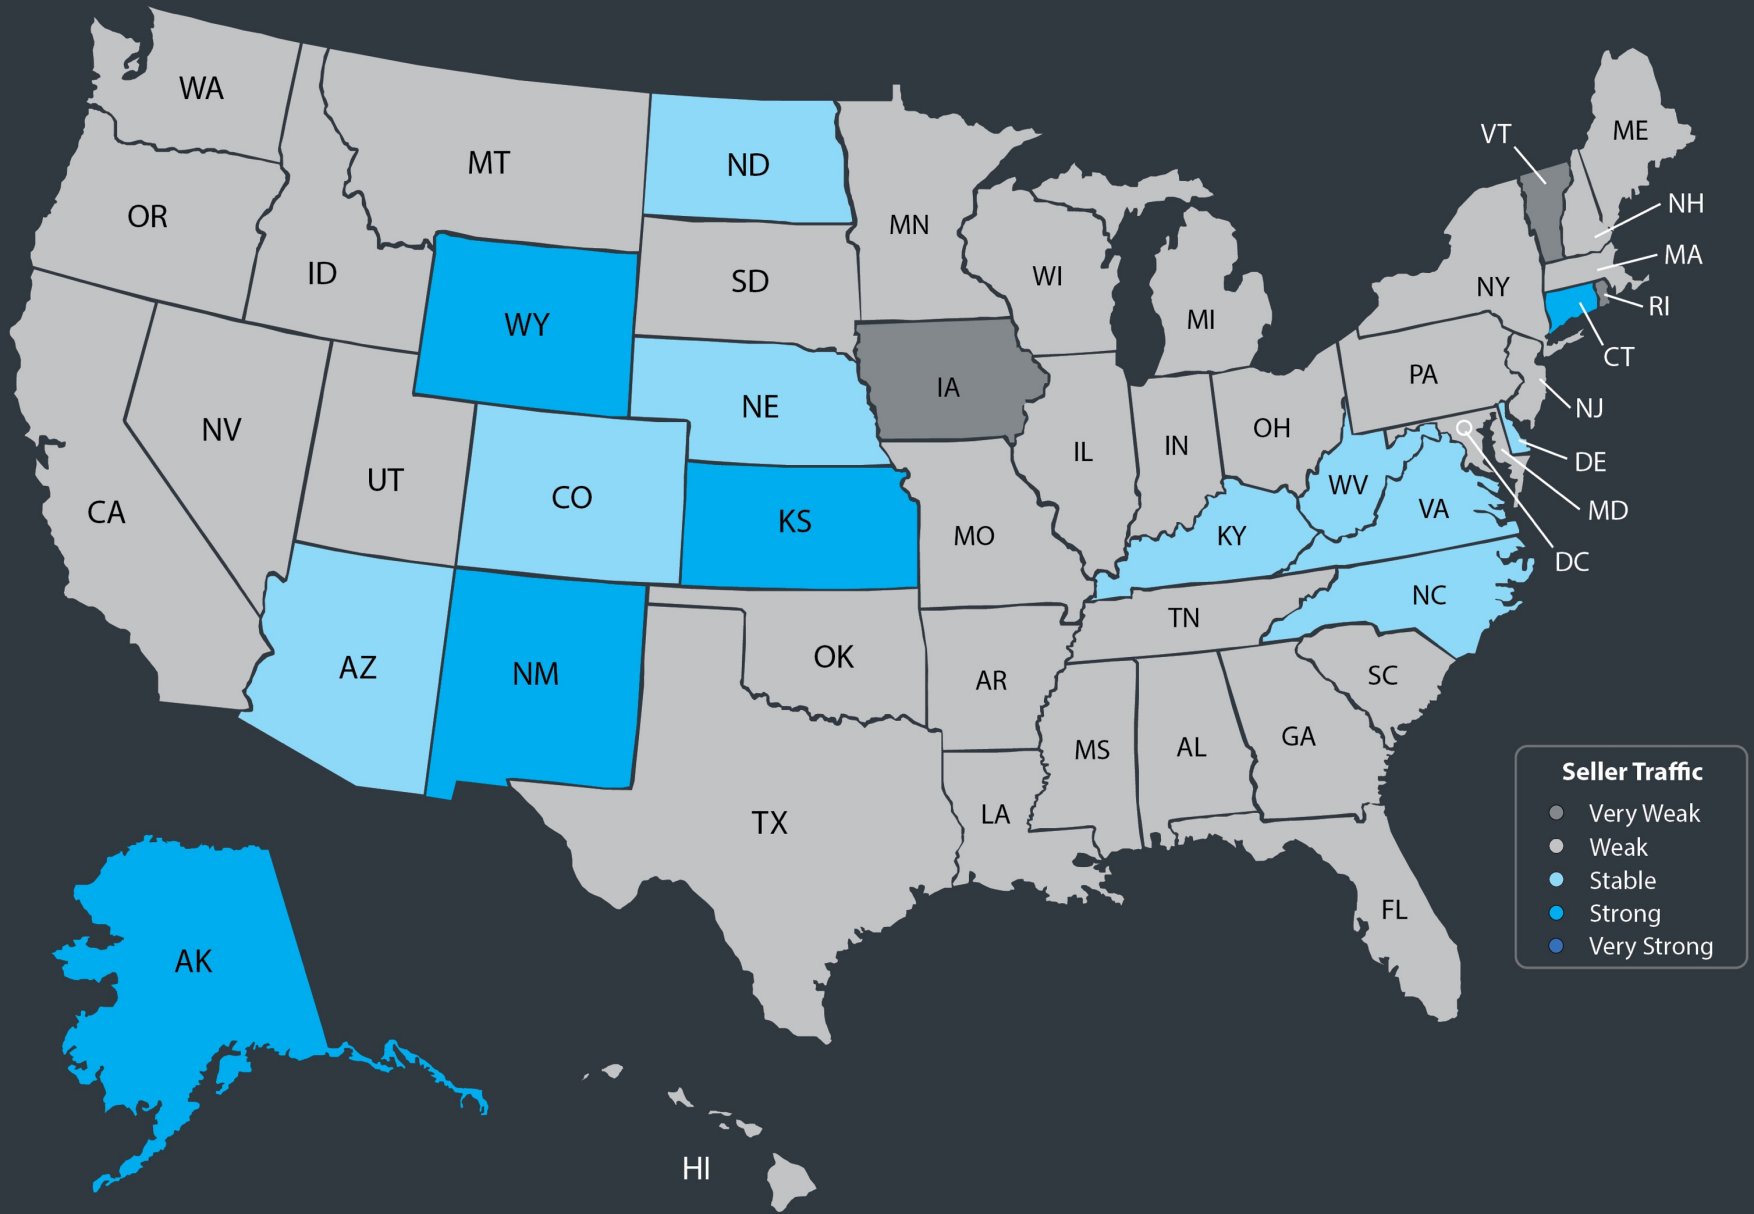 WA
MT
ND
MN
OR
ID
WY
SD
WI
MI
NY
VT
ME
NH
MA
RI
CT
NJ
DE
MD
DC
PA
IA
NE
NV
UT
CO
KS
CA
IL
IN
OH
WV
VA
KY
MO
NC
TN
AZ
NM
OK
AR
SC
MS
AL
GA
TX
LA
FL
AK
HI
Seller Traffic
Very Weak
Weak
Stable
Strong
Very Strong